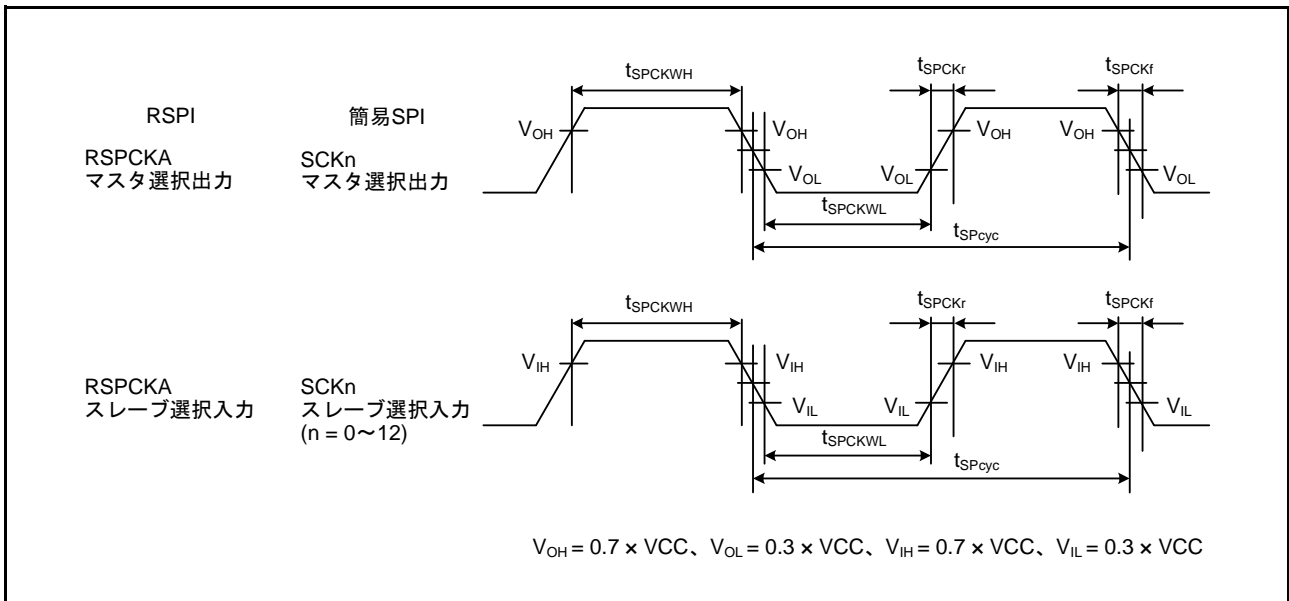 RSPI
簡易SPI
RSPCKA
マスタ選択出力
SCKn
マスタ選択出力
tSPCKWH
tSPCKr
tSPCKf
VOH
VOH
VOH
VOH
VOL
VOL
VOL
tSPCKWL
tSPcyc
RSPCKA
スレーブ選択入力
SCKn
スレーブ選択入力
(n = 0～12)
tSPCKWH
tSPCKr
tSPCKf
VIH
VIH
VIH
VIH
VIL
VIL
VIL
tSPCKWL
tSPcyc
VOH = 0.7 × VCC、VOL = 0.3 × VCC、VIH = 0.7 × VCC、VIL = 0.3 × VCC